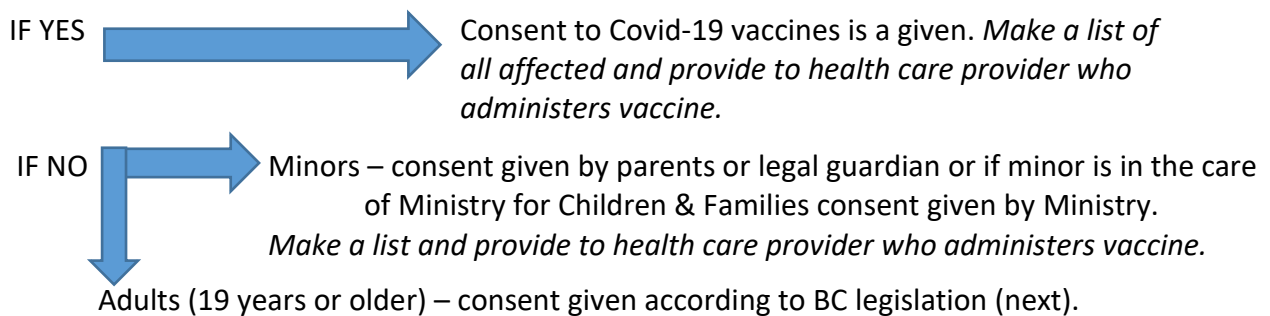 IF YES Consent to Covid-19 vaccines is a given. Make a list of
all affected and provide to health care provider who
administers vaccine.
IF NO Minors – consent given by parents or legal guardian or if minor is in the care
of Ministry for Children & Families consent given by Ministry.
Make a list and provide to health care provider who administers vaccine.
Adults (19 years or older) – consent given according to BC legislation (next).